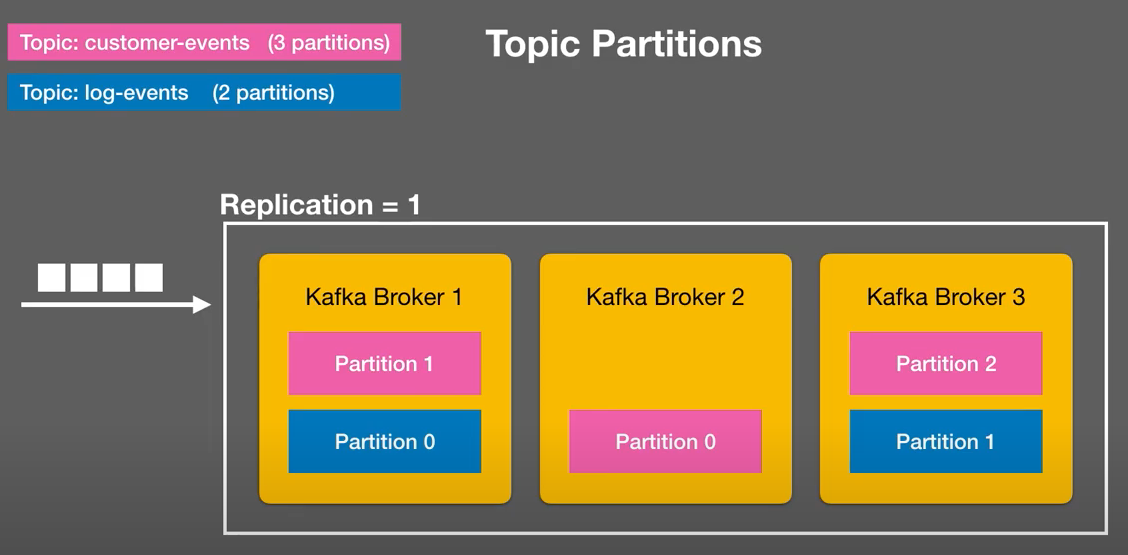 Topic: customer-events (3 partitions)
Topic Partitions
Topic: log-events (2 partitions)
Replication = 1
Kafka Broker 1
Partition 1
Partition 0
Kafka Broker 2
Partition 0
Kafka Broker 3
Partition 2
Partition 1